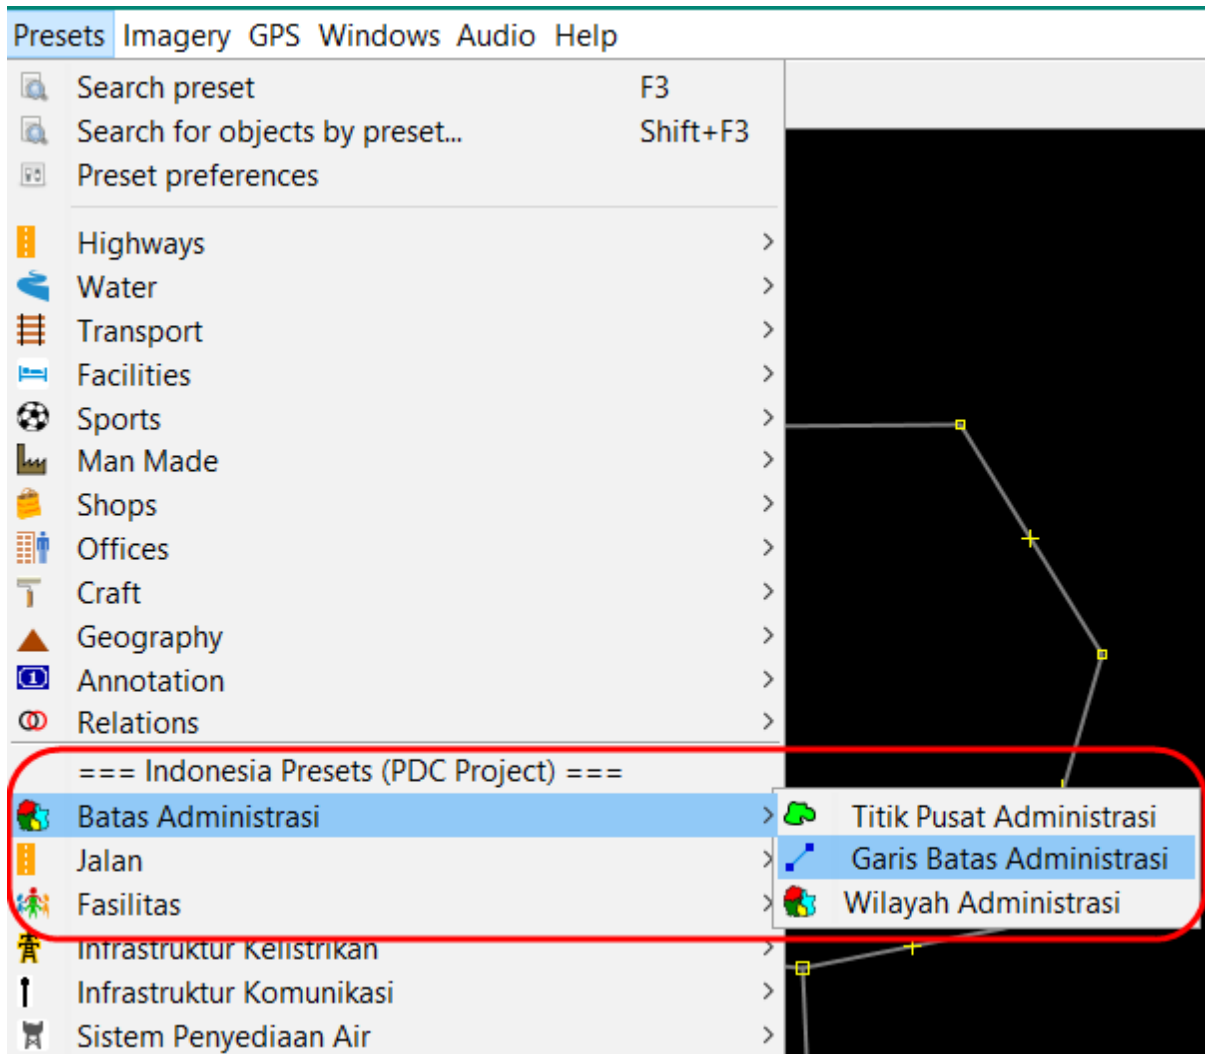 Presets Imagery GPS Windows Audio Help
Search preset F3
Search for objects by preset... Shift+F3
Preset preferences
Highways
Water
Transport
Facilities
Sports
Man Made
Shops
Offices
Craft
Geography
Annotation
Relations
=== Indonesia Presets (PDC Project) ===
Batas Administrasi
Titik Pusat Administrasi
Jalan
Garis Batas Administrasi
Fasilitas
Wilayah Administrasi
Infrastruktur Kelistrikan
Infrastruktur Komunikasi
Sistem Penyediaan Air